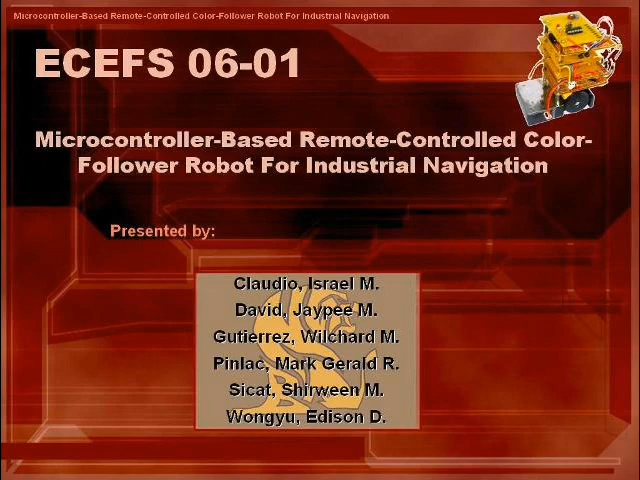 Microcontroller-Based Remote-Controlled Color-Follower Robot For Industrial Navigation
ECEFS 06-01
Microcontroller-Based Remote-Controlled Color-
Follower Robot For Industrial Navigation
Presented by:
Claudio, Israel M.
David, Jaypee M.
Gutierrez, Wilchard M.
Pinlac, Mark Gerald R.
Sicat, Shirween M.
Wongyu, Edison D.